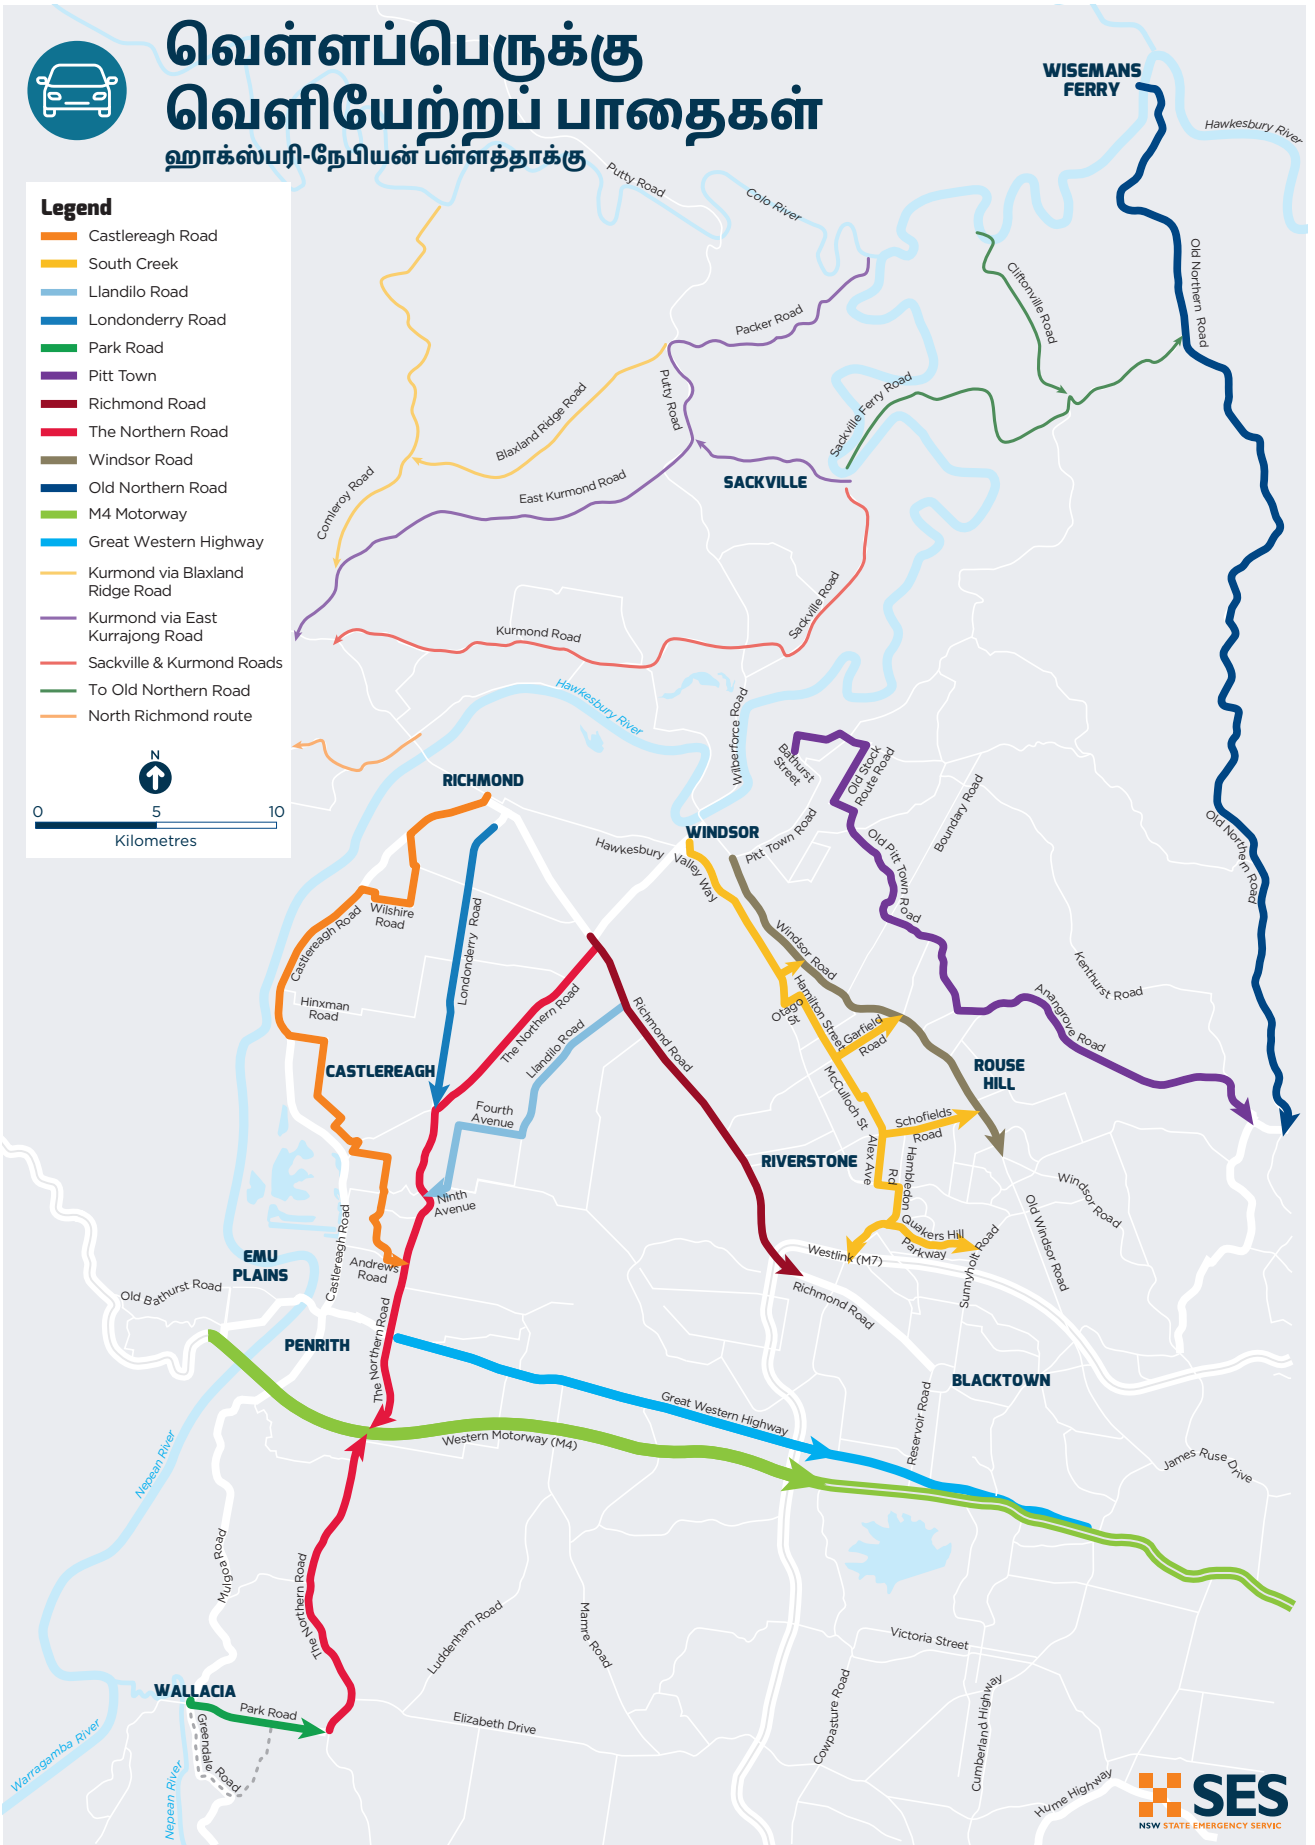 வெள்ளப்பெருக்கு
வெளியேற்றப் பாதைகள்
ஹாக்ஸ்பரி-நேபியன் பள்ளத்தாக்கு
Legend
Castlereagh Road
South Creek
Llandilo Road
Londonderry Road
Park Road
Pitt Town
Richmond Road
The Northern Road
Windsor Road
Old Northern Road
M4 Motorway
Great Western Highway
Kurmond via Blaxland
Ridge Road
Kurmond via East
Kurrajong Road
Sackville & Kurmond Roads
To Old Northern Road
North Richmond route
N
0 5 10
Kilometres
WISEMANS
FERRY
Hawkesbury River
Putty Road
Colo River
Old Northern Road
Cliftonville Road
Packer Road
Putty Road
Sackville Ferry Road
Blaxland Ridge Road
SACKVILLE
Comleroy Road
East Kurmond Road
Sackville Road
Kurmond Road
Hawkesbury River
Wilberforce Road
Bathurst
Street
Old Stock
Route Road
RICHMOND
Boundary Road
Pitt Town Road
WINDSOR
Old Northern Road
Hawkesbury
Valley Way
Old Pitt Town Road
Wilshire
Road
Castlereagh Road
Londonderry Road
Windsor Road
Kenthurst Road
Hinxman
Road
The Northern Road
Richmond Road
Otago
St
Hamilton Street
Garfield
Road
Anangrove Road
Llandilo Road
CASTLEREAGH
ROUSE
HILL
McCulloch St
Fourth
Avenue
Schofields
Road
RIVERSTONE
Alex Ave
Hambledon
Rd
Ninth
Avenue
Windsor Road
Old Windsor Road
Quakers Hill
Parkway
Sunnyholt Road
Castlereagh Road
Westlink (M7)
EMU
PLAINS
Andrews
Road
Old Bathurst Road
Richmond Road
The Northern Road
PENRITH
BLACKTOWN
Great Western Highway
Reservoir Road
Western Motorway (M4)
Nepean River
James Ruse Drive
Mulgoa Road
The Northern Road
Luddenham Road
Mamre Road
Victoria Street
WALLACIA
Park Road
Elizabeth Drive
Cowpasture Road
Cumberland Highway
Greendale Road
Warragamba River
Nepean River
Hume Highway
SES
NSW STATE EMERGENCY SERVIC